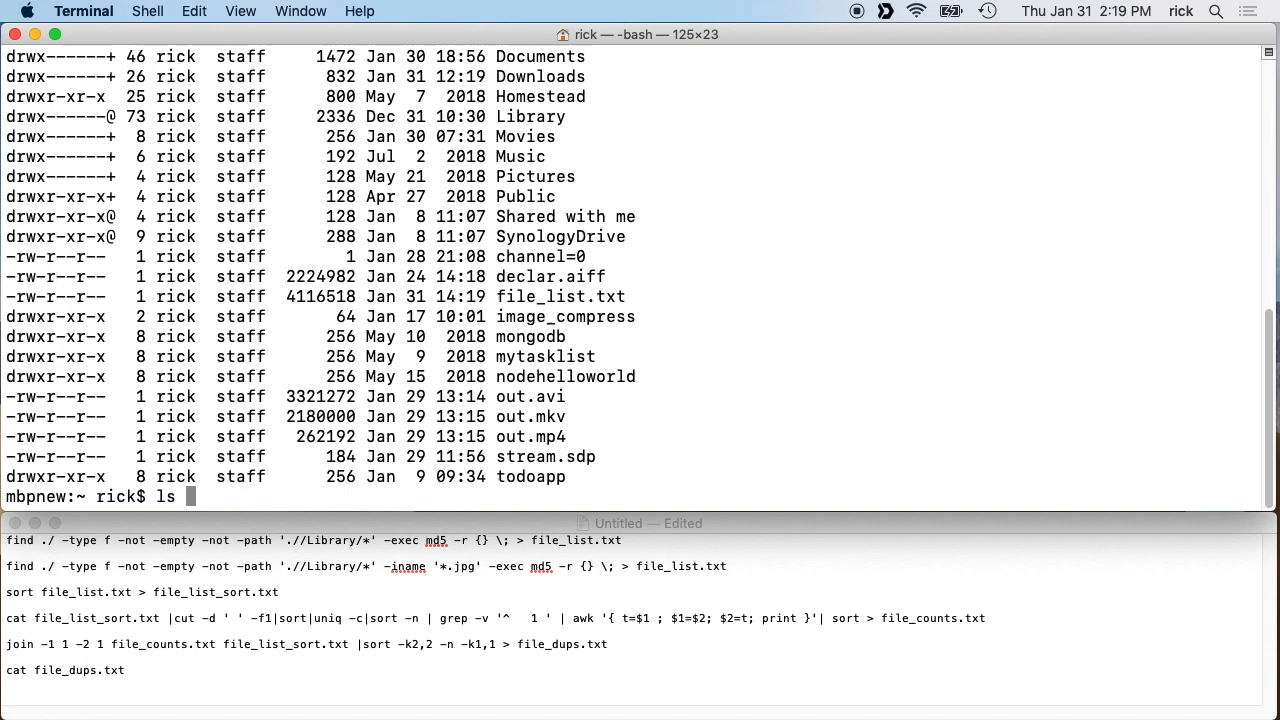 Terminal Shell Edit View Window Help Thu Jan 31 2:19 PM rick
rick — -bash — 125×23
drwx------+ 46 rick  staff     1472 Jan 30 18:56 Documents
drwx------+ 26 rick  staff      832 Jan 31 12:19 Downloads
drwxr-xr-x  25 rick  staff      800 May  7  2018 Homestead
drwx------@ 73 rick  staff     2336 Dec 31 10:30 Library
drwx------+  8 rick  staff      256 Jan 30 07:31 Movies
drwx------+  6 rick  staff      192 Jul  2  2018 Music
drwx------+  4 rick  staff      128 May 21  2018 Pictures
drwxr-xr-x+  4 rick  staff      128 Apr 27  2018 Public
drwxr-xr-x@  4 rick  staff      128 Jan  8 11:07 Shared with me
drwxr-xr-x@  9 rick  staff      288 Jan  8 11:07 SynologyDrive
-rw-r--r--   1 rick  staff        1 Jan 28 21:08 channel=0
-rw-r--r--   1 rick  staff  2224982 Jan 24 14:18 declar.aiff
-rw-r--r--   1 rick  staff  4116518 Jan 31 14:19 file_list.txt
drwxr-xr-x   2 rick  staff       64 Jan 17 10:01 image_compress
drwxr-xr-x   8 rick  staff      256 May 10  2018 mongodb
drwxr-xr-x   8 rick  staff      256 May  9  2018 mytasklist
drwxr-xr-x   8 rick  staff      256 May 15  2018 nodehelloworld
-rw-r--r--   1 rick  staff  3321272 Jan 29 13:14 out.avi
-rw-r--r--   1 rick  staff  2180000 Jan 29 13:15 out.mkv
-rw-r--r--   1 rick  staff   262192 Jan 29 13:15 out.mp4
-rw-r--r--   1 rick  staff      184 Jan 29 11:56 stream.sdp
drwxr-xr-x   8 rick  staff      256 Jan  9 09:34 todoapp
mbpnew:~ rick$ ls
Untitled — Edited
find ./ -type f -not -empty -not -path './/Library/*' -exec md5 -r {} \; > file_list.txt
find ./ -type f -not -empty -not -path './/Library/*' -iname '*.jpg' -exec md5 -r {} \; > file_list.txt
sort file_list.txt > file_list_sort.txt
cat file_list_sort.txt |cut -d ' ' -f1|sort|uniq -c|sort -n | grep -v '^   1 ' | awk '{ t=$1 ; $1=$2; $2=t; print }'| sort > file_counts.txt
join -1 1 -2 1 file_counts.txt file_list_sort.txt |sort -k2,2 -n -k1,1 > file_dups.txt
cat file_dups.txt